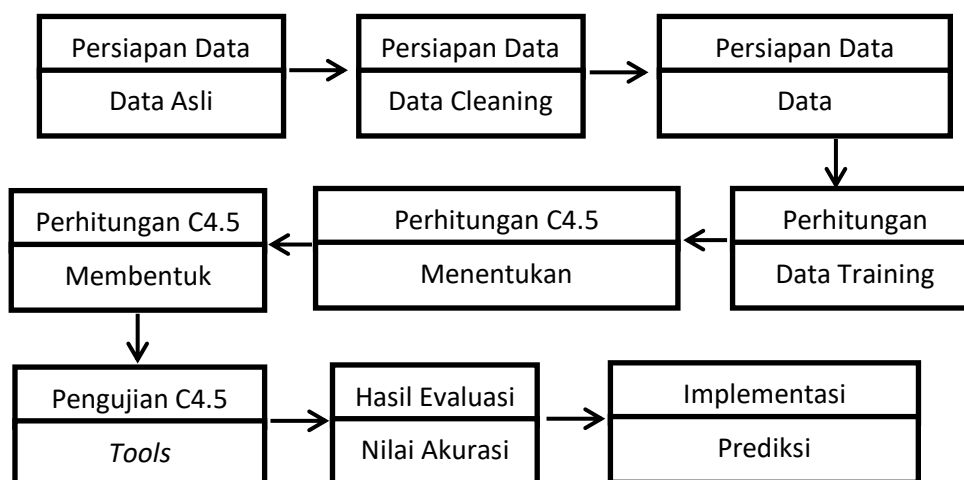 Persiapan Data
Data Asli
Persiapan Data
Data Cleaning
Persiapan Data
Data
Perhitungan
Data Training
Perhitungan C4.5
Menentukan
Perhitungan C4.5
Membentuk
Pengujian C4.5
Tools
Hasil Evaluasi
Nilai Akurasi
Implementasi
Prediksi